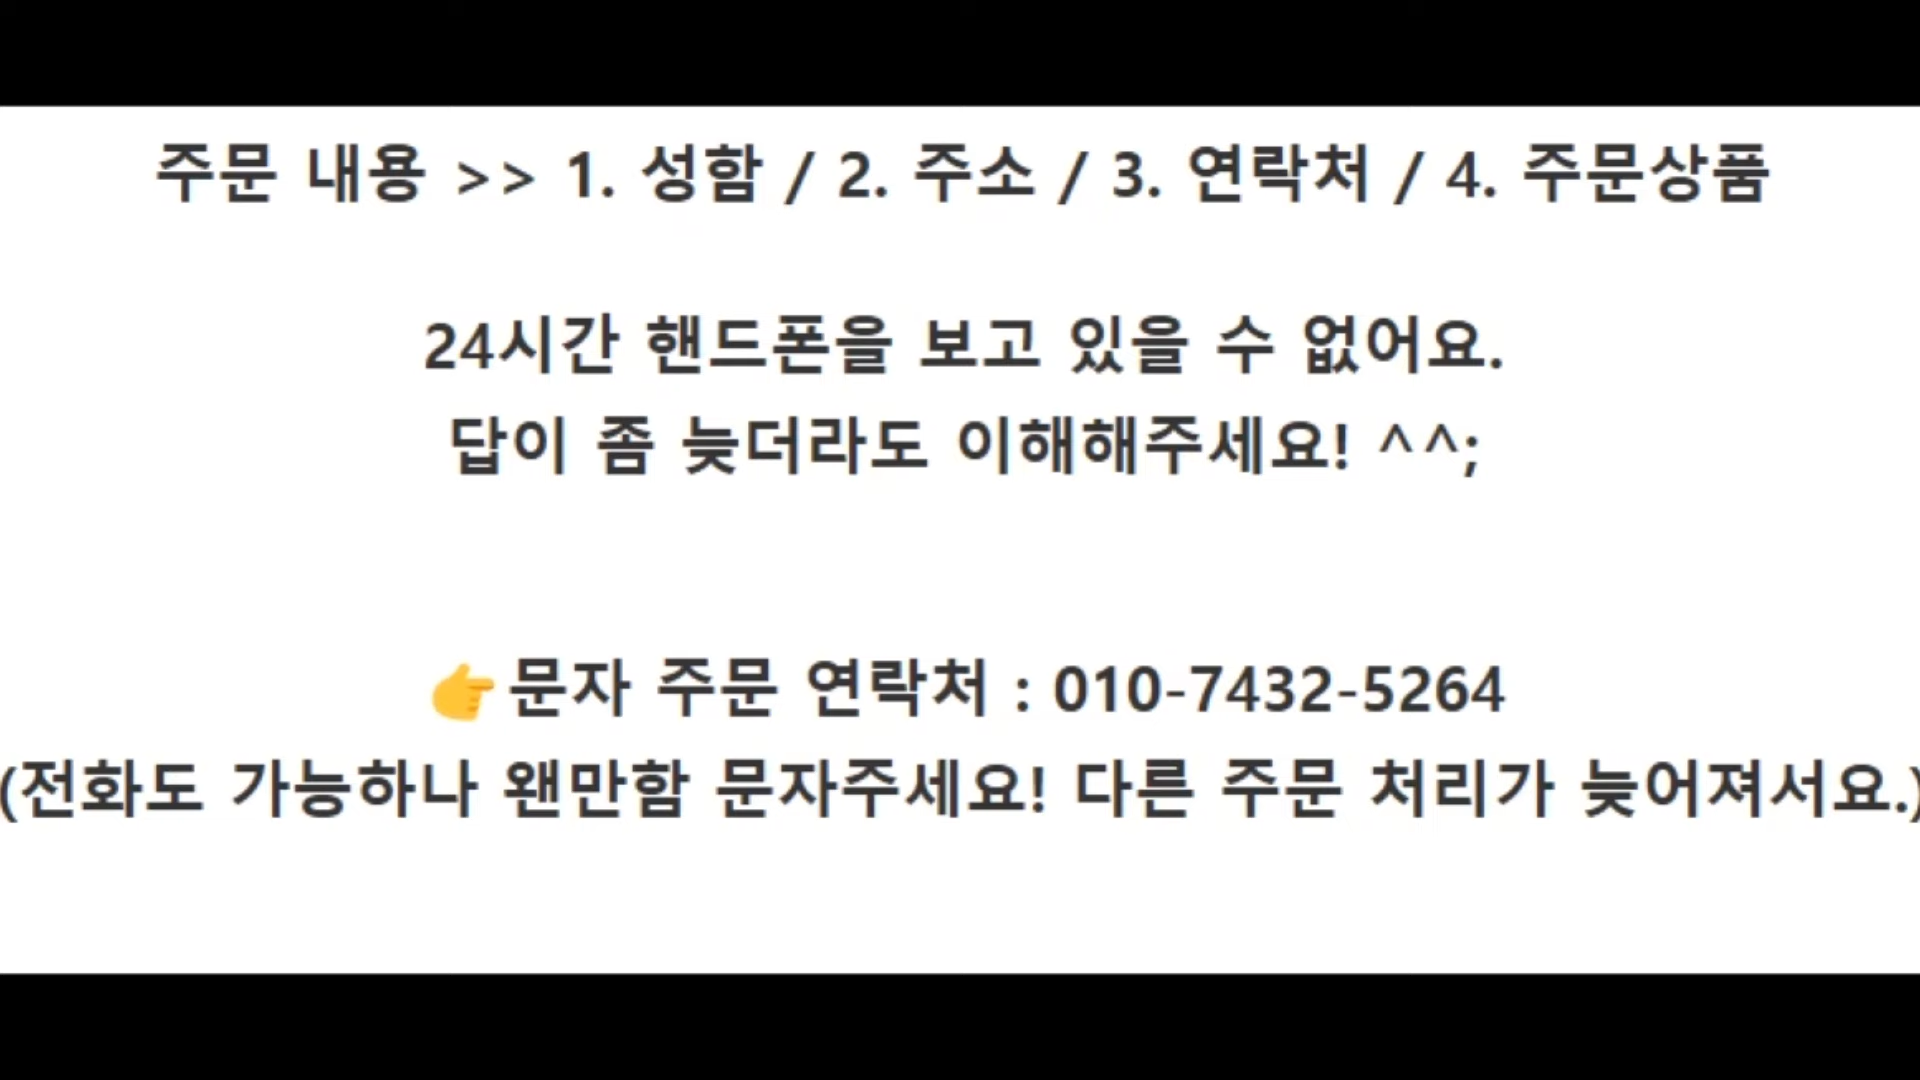 주문 내용 >> 1. 성함 / 2. 주소 / 3. 연락처 / 4. 주문상품
24시간 핸드폰을 보고 있을 수 없어요.
답이 좀 늦더라도 이해해주세요! ^^;
👉문자 주문 연락처 : 010-7432-5264
(전화도 가능하나 왠만함 문자주세요! 다른 주문 처리가 늦어져서요.)